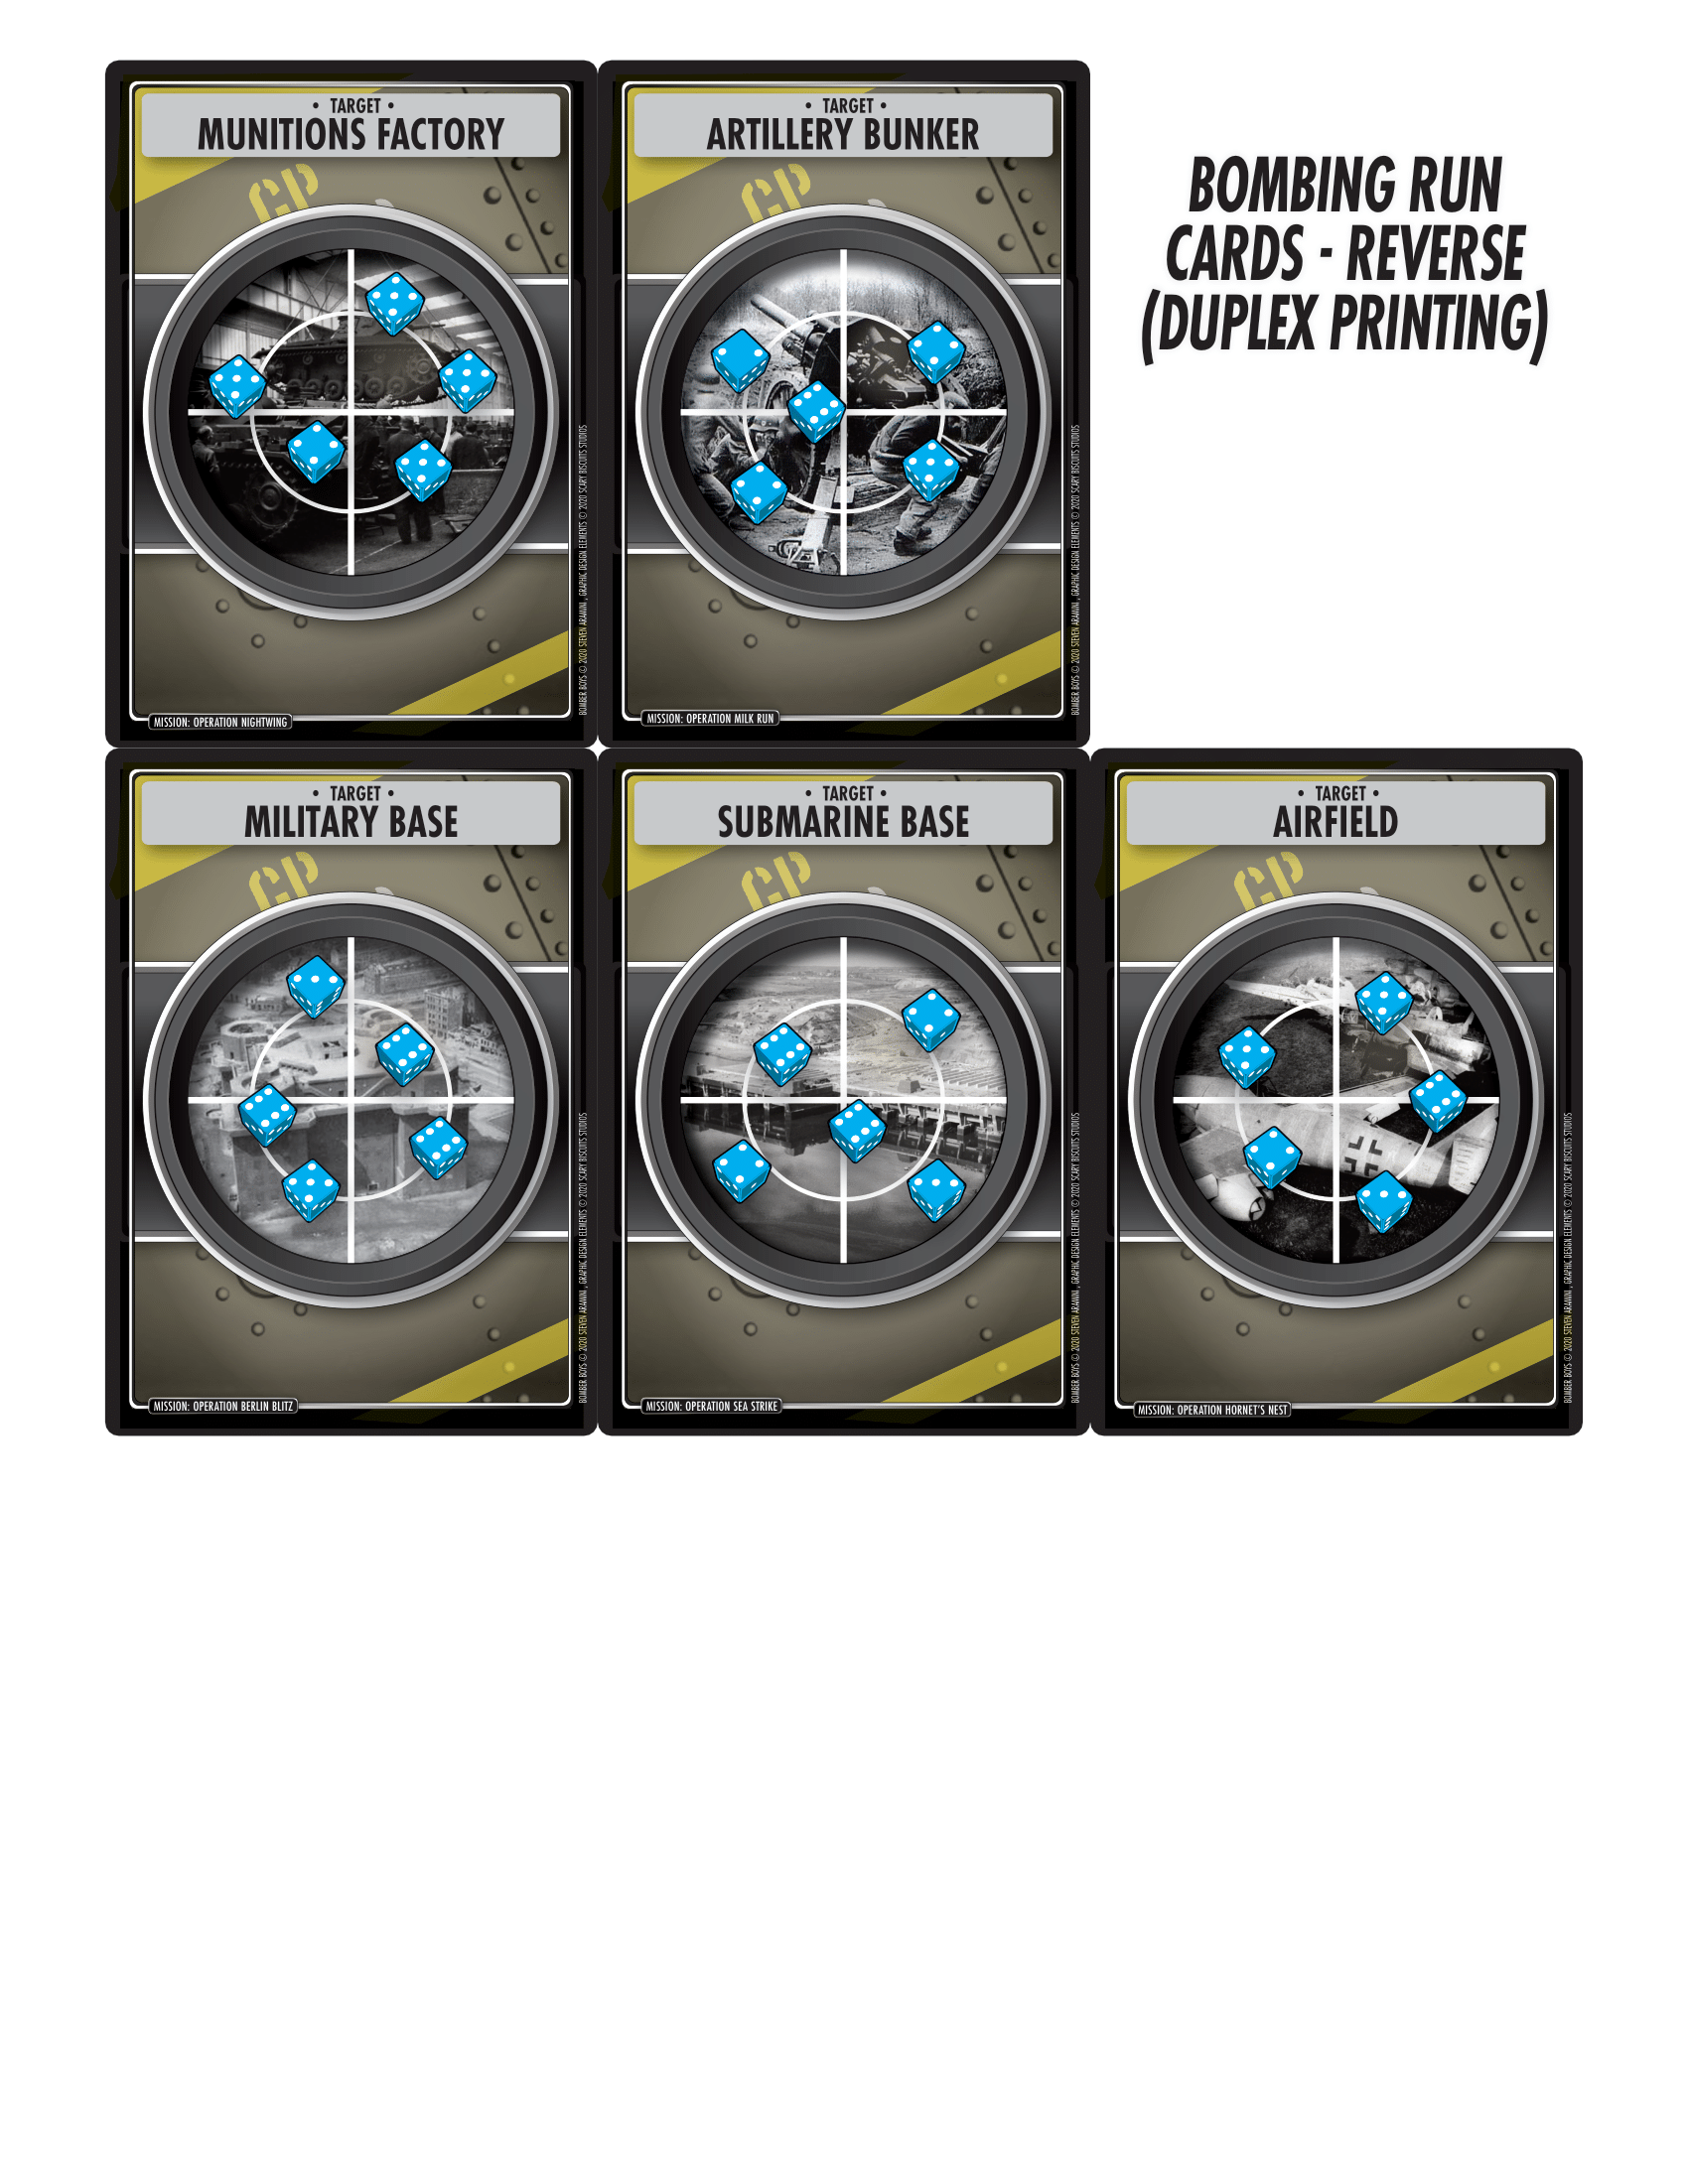 • TARGET •
MUNITIONS FACTORY
GP
BOMBER BOYS © 2020 STEVEN ARAMINI, GRAPHIC DESIGN ELEMENTS © 2020 SCARY BISCUITS STUDIOS
MISSION: OPERATION NIGHTWING
• TARGET •
ARTILLERY BUNKER
GP
BOMBER BOYS © 2020 STEVEN ARAMINI, GRAPHIC DESIGN ELEMENTS © 2020 SCARY BISCUITS STUDIOS
MISSION: OPERATION MILK RUN
BOMBING RUN
CARDS - REVERSE
(DUPLEX PRINTING)
• TARGET •
MILITARY BASE
GP
BOMBER BOYS © 2020 STEVEN ARAMINI, GRAPHIC DESIGN ELEMENTS © 2020 SCARY BISCUITS STUDIOS
MISSION: OPERATION BERLIN BLITZ
• TARGET •
SUBMARINE BASE
GP
BOMBER BOYS © 2020 STEVEN ARAMINI, GRAPHIC DESIGN ELEMENTS © 2020 SCARY BISCUITS STUDIOS
MISSION: OPERATION SEA STRIKE
• TARGET •
AIRFIELD
GP
BOMBER BOYS © 2020 STEVEN ARAMINI, GRAPHIC DESIGN ELEMENTS © 2020 SCARY BISCUITS STUDIOS
MISSION: OPERATION HORNET'S NEST